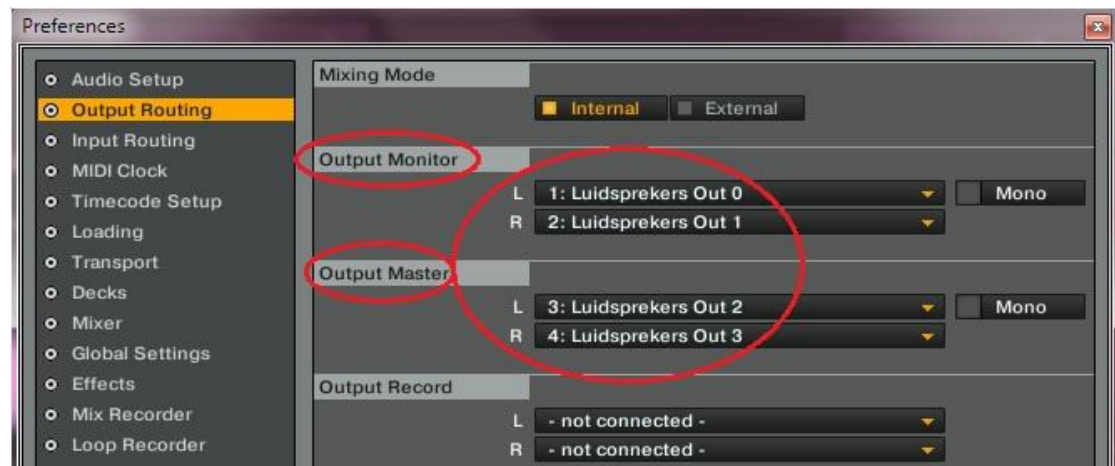 Preferences
Audio Setup
Output Routing
Input Routing
MIDI Clock
Timecode Setup
Loading
Transport
Decks
Mixer
Global Settings
Effects
Mix Recorder
Loop Recorder
Mixing Mode
Internal External
Output Monitor
L 1: Luidsprekers Out 0 Mono
R 2: Luidsprekers Out 1
Output Master
L 3: Luidsprekers Out 2 Mono
R 4: Luidsprekers Out 3
Output Record
L - not connected -
R - not connected -